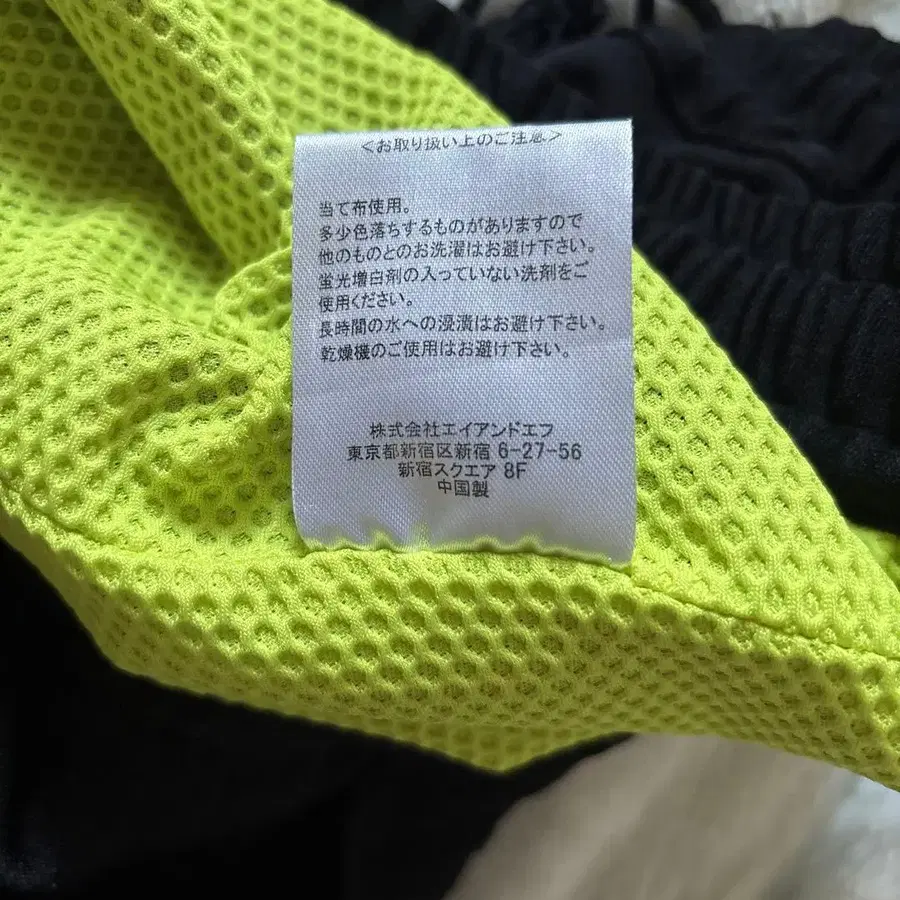 <お取り扱い上のご注意>
当て布使用。
多少色落ちするものがありますので
他のものとのお洗濯はお避け下さい。
蛍光増白剤の入っていない洗剤をご
使用ください。
長時間の水への浸漬はお避け下さい。
乾燥機のご使用はお避け下さい。
株式会社エイアンドエフ
東京都新宿区新宿 6-27-56
新宿スクエア 8F
中国製